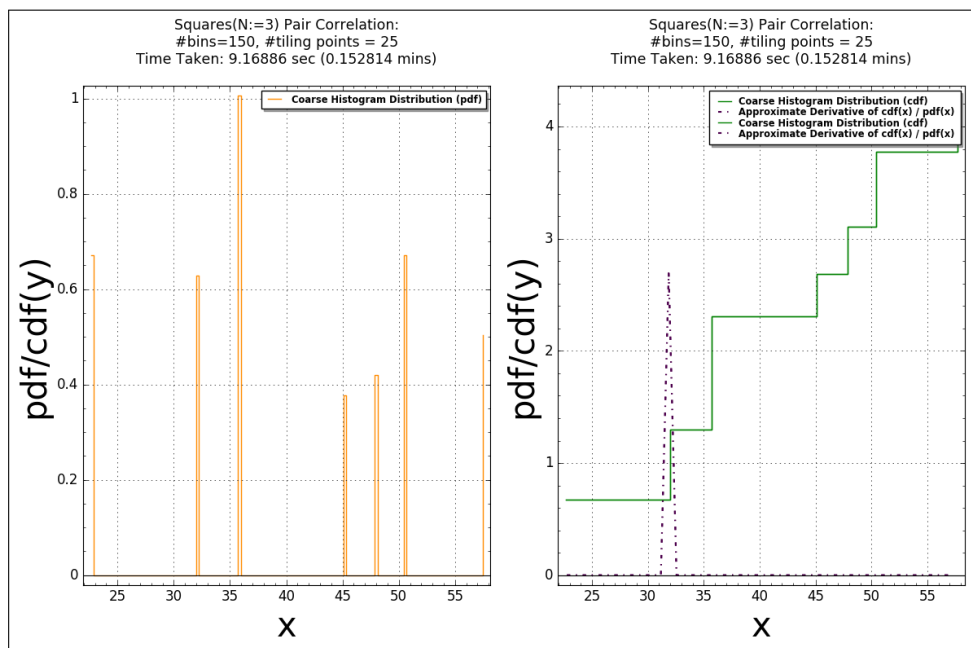 Squares(N:=3) Pair Correlation:
#bins=150, #tiling points = 25
Time Taken: 9.16886 sec (0.152814 mins)
Coarse Histogram Distribution (pdf)
pdf/cdf(y)
1
0.8
0.6
0.4
0.2
0
25
30
35
40
45
50
55
x
Squares(N:=3) Pair Correlation:
#bins=150, #tiling points = 25
Time Taken: 9.16886 sec (0.152814 mins)
Coarse Histogram Distribution (cdf)
Approximate Derivative of cdf(x) / pdf(x)
Coarse Histogram Distribution (cdf)
Approximate Derivative of cdf(x) / pdf(x)
pdf/cdf(y)
4
3
2
1
0
25
30
35
40
45
50
55
x